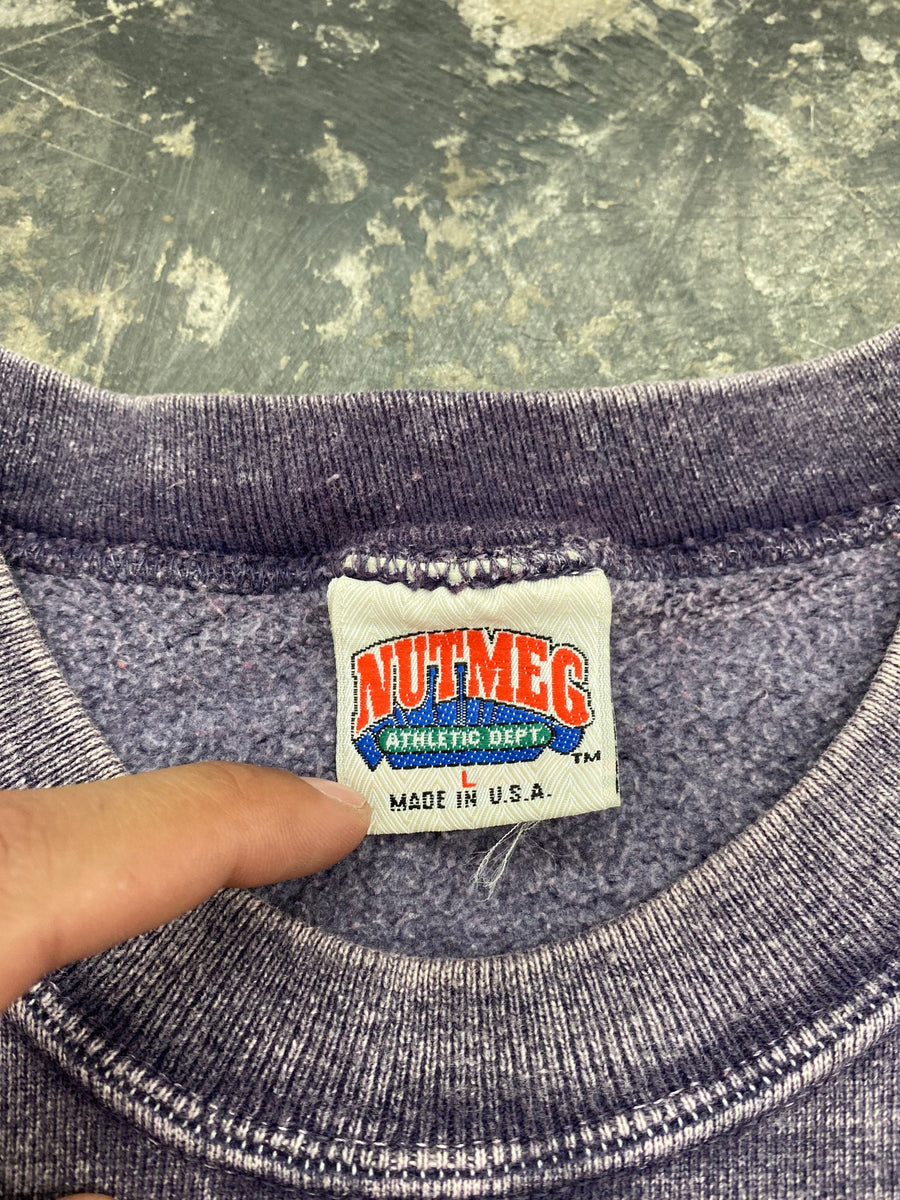 NUTMEG
ATHLETIC DEPT.
TM
L
MADE IN U.S.A.